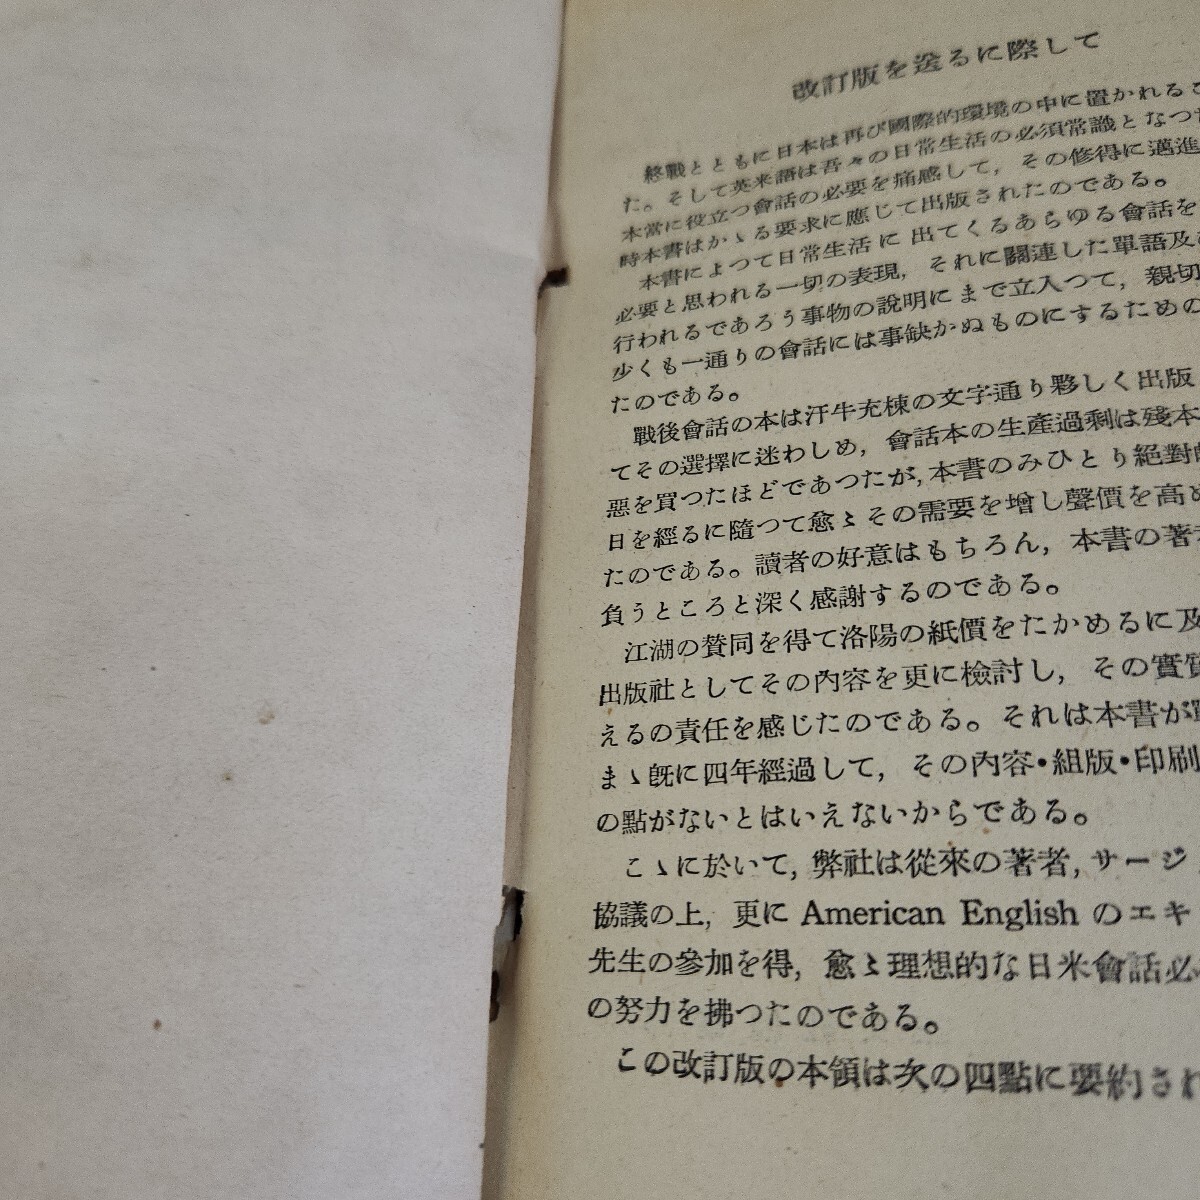 改訂版を送るに際して
終戰とともに日本は再び國際的環境の中に置かれる
た。そして英米語は吾々の日常生活の必須常識となつ
本當に役立つ會話の必要を痛感して，その修得に邁進
時本書はかゝる要求に應じて出版されたのである。
本書によつて日常生活に出てくるあらゆる會話を
必要と思われる一切の表現，それに關連した單語及
行われるであろう事物の說明にまで立入つて，親切
少くも一通りの會話には事缺かぬものにするための
たのである。
戰後會話の本は汗牛充棟の文字通り夥しく出版
てその選擇に迷わしめ，會話本の生產過剩は殘本
惡を買つたほどであつたが，本書のみひとり絕對
日を經るに隨つて愈〻その需要を增し聲價を高
たのである。讀者の好意はもちろん，本書の著
負うところと深く感謝するのである。
江湖の賛同を得て洛陽の紙價をたかめるに及
出版社としてその內容を更に檢討し，その實質
えるの責任を感じたのである。それは本書が
まゝ旣に四年經過して，その內容・組版・印刷
の點がないとはいえないからである。
こゝに於いて，弊社は從來の著者，サージ
協議の上，更に American English のエキ
先生の參加を得，愈〻理想的な日米會話必
の努力を拂つたのである。
この改訂版の本領は次の四點に要約され